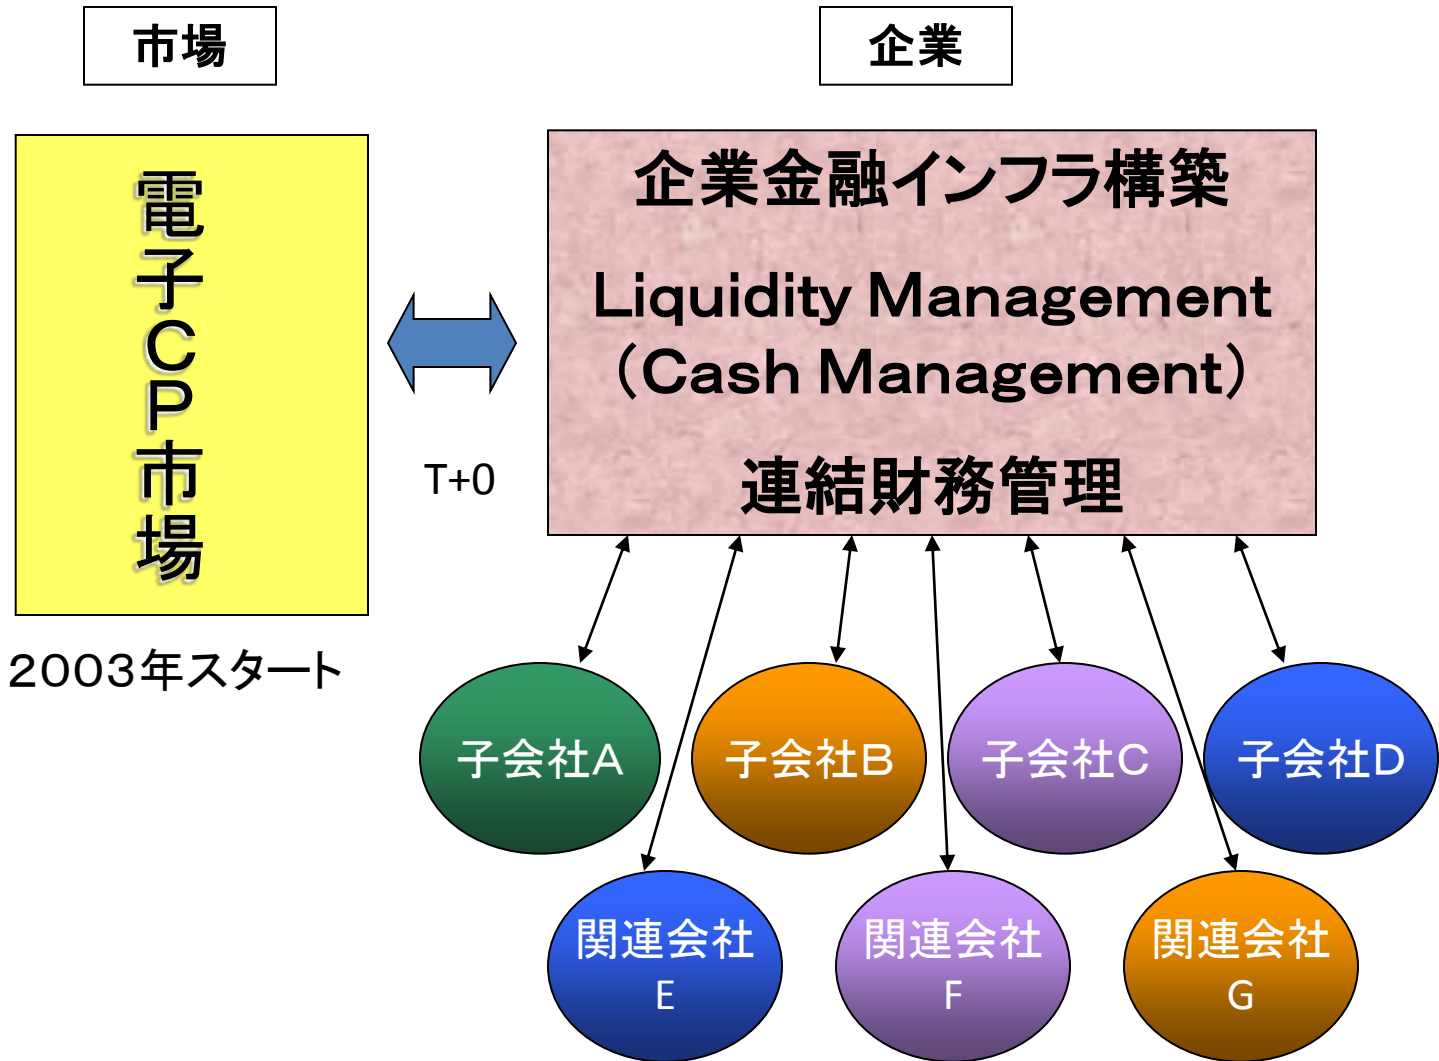 市場
企業
電子ＣＰ市場
２００３年スタート
T+0
企業金融インフラ構築
Liquidity Management
（Cash Management）
連結財務管理
子会社Ａ
子会社Ｂ
子会社Ｃ
子会社Ｄ
関連会社
E
関連会社
F
関連会社
G